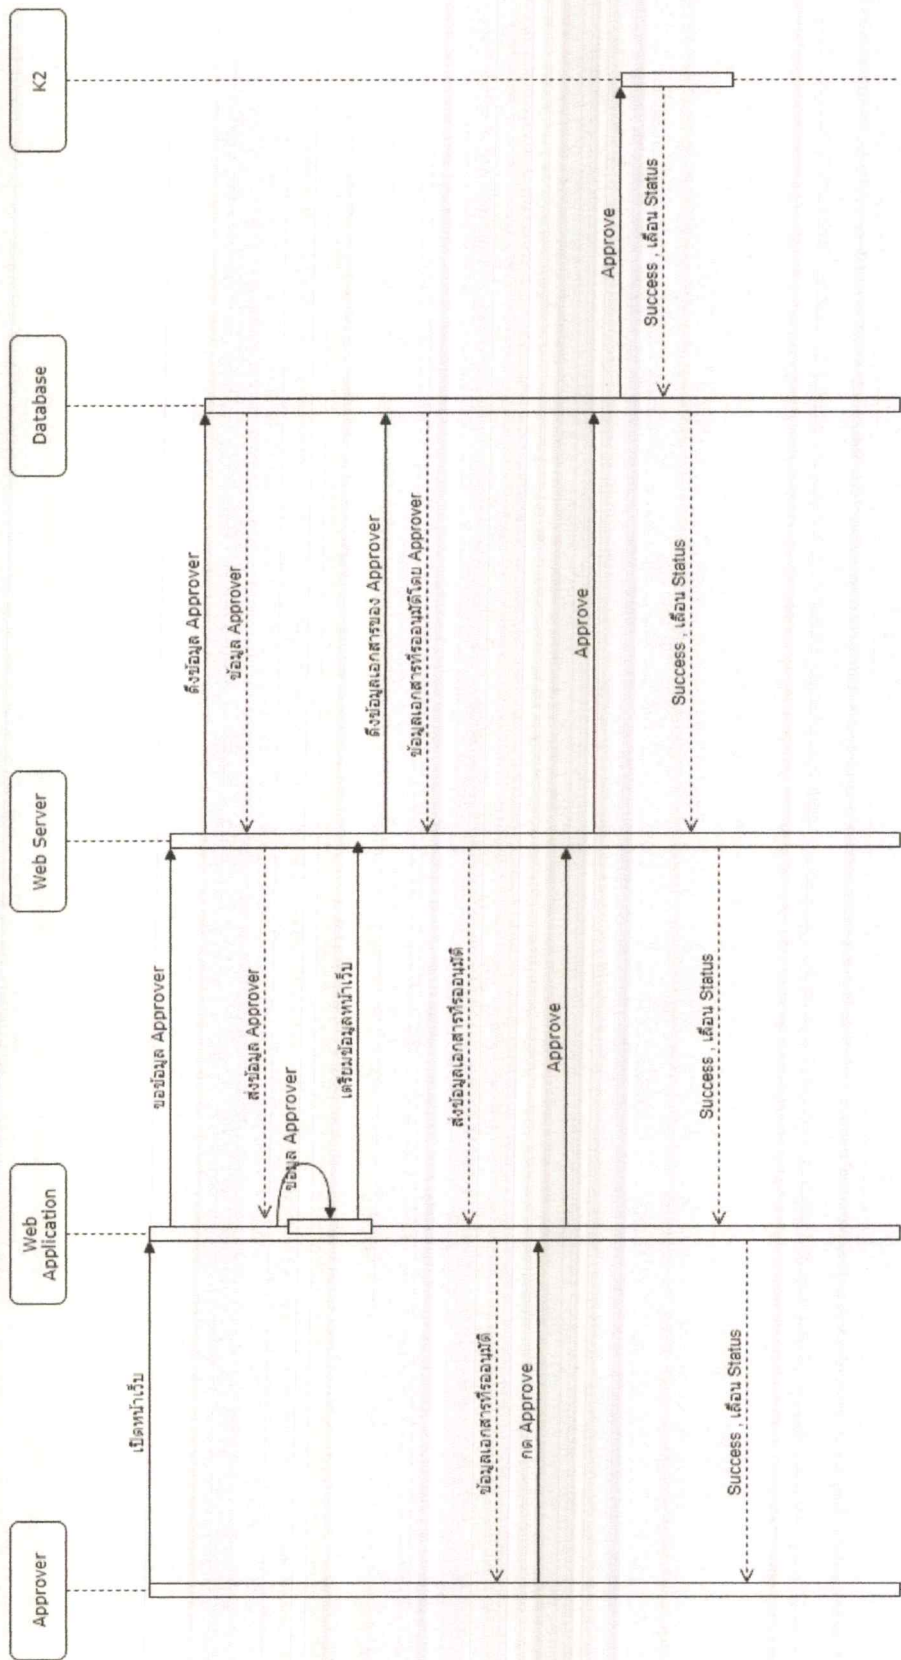 Approver
Web
Application
Web Server
Database
K2
เปิดหน้าเว็บ
ขอข้อมูล Approver
ดึงข้อมูล Approver
ข้อมูล Approver
ส่งข้อมูล Approver
ข้อมูล Approver
เตรียมข้อมูลหน้าเว็บ
ดึงข้อมูลเอกสารของ Approver
ข้อมูลเอกสารที่รออนุมัติโดย Approver
ส่งข้อมูลเอกสารที่รออนุมัติ
ข้อมูลเอกสารที่รออนุมัติ
กด Approve
Approve
Approve
Approve
Success , เลื่อน Status
Success , เลื่อน Status
Success , เลื่อน Status
Success , เลื่อน Status